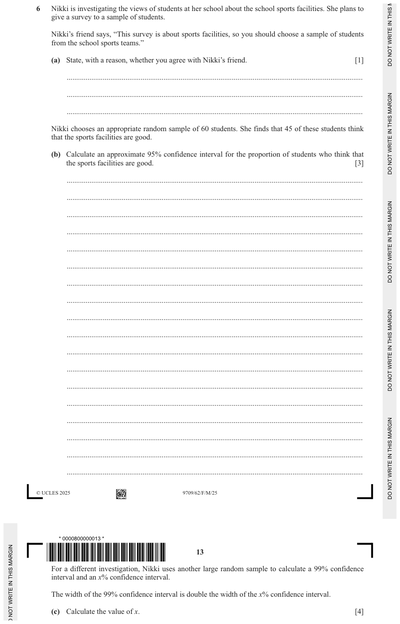 6 Nikki is investigating the views of students at her school about the school sports facilities. She plans to
give a survey to a sample of students.
Nikki's friend says, "This survey is about sports facilities, so you should choose a sample of students
from the school sports teams."
(a) State, with a reason, whether you agree with Nikki's friend. [1]
Nikki chooses an appropriate random sample of 60 students. She finds that 45 of these students think
that the sports facilities are good.
(b) Calculate an approximate 95% confidence interval for the proportion of students who think that
the sports facilities are good. [3]
DO NOT WRITE IN THIS MARGIN
DO NOT WRITE IN THIS MARGIN
DO NOT WRITE IN THIS MARGIN
DO NOT WRITE IN THIS MARGIN
DO NOT WRITE IN THIS MARGIN
© UCLES 2025 9709/62/F/M/25
* 0000800000013 *
13
For a different investigation, Nikki uses another large random sample to calculate a 99% confidence
interval and an x% confidence interval.
The width of the 99% confidence interval is double the width of the x% confidence interval.
(c) Calculate the value of x. [4]
NOT WRITE IN THIS MARGIN